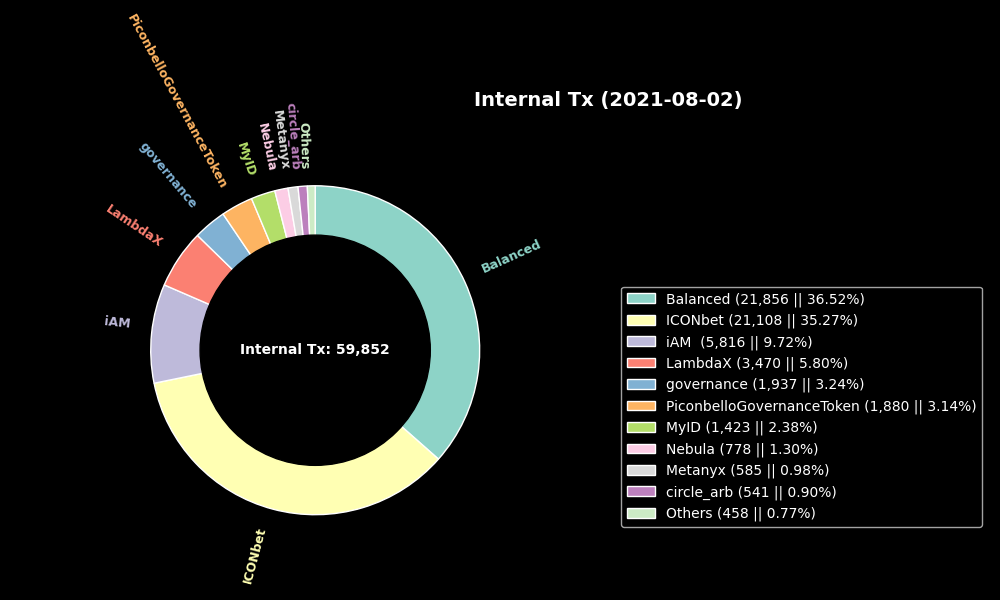 Internal Tx (2021-08-02)
PiconbelloGovernanceToken
governance
LambdaX
iAM
MyID
Nebula
Metanyx
circle_arb
Others
Balanced
ICONbet
Internal Tx: 59,852
Balanced (21,856 || 36.52%)
ICONbet (21,108 || 35.27%)
iAM  (5,816 || 9.72%)
LambdaX (3,470 || 5.80%)
governance (1,937 || 3.24%)
PiconbelloGovernanceToken (1,880 || 3.14%)
MyID (1,423 || 2.38%)
Nebula (778 || 1.30%)
Metanyx (585 || 0.98%)
circle_arb (541 || 0.90%)
Others (458 || 0.77%)